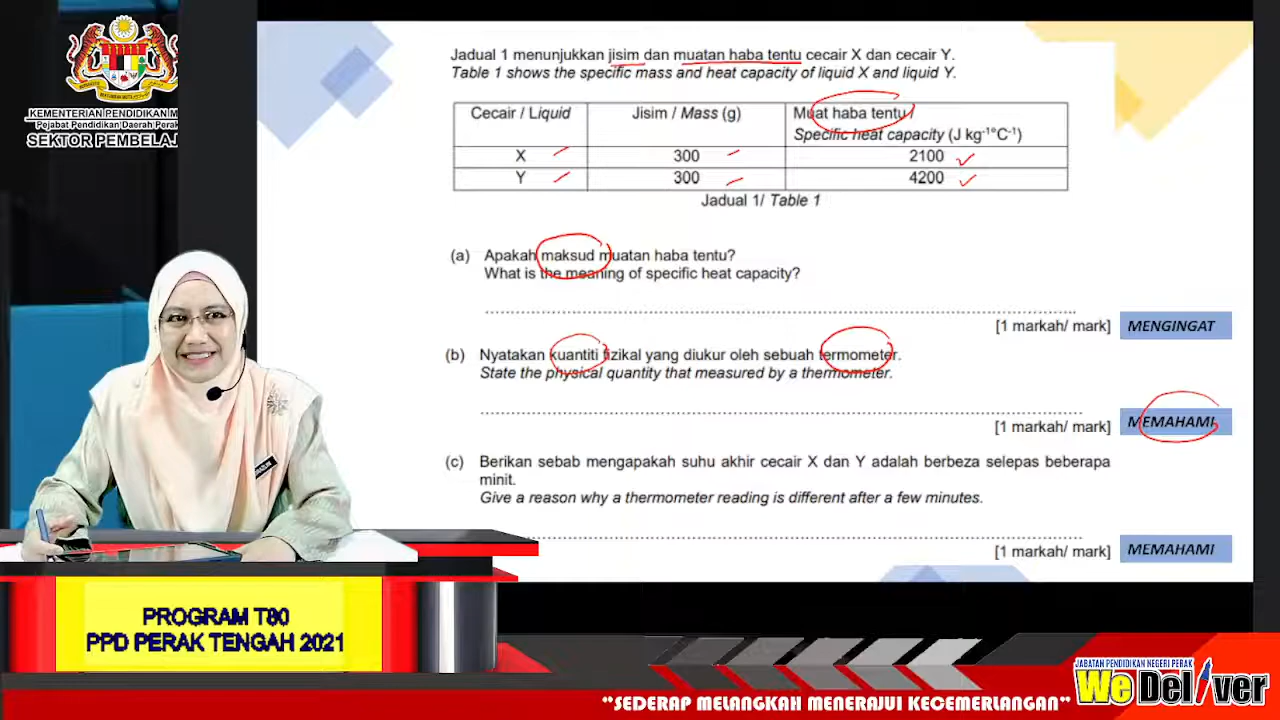 KEMENTERIAN PENDIDIKAN M
Pejabat Pendidikan Daerah Perak
SEKTOR PEMBELAJ
Jadual 1 menunjukkan jisim dan muatan haba tentu cecair X dan cecair Y.
Table 1 shows the specific mass and heat capacity of liquid X and liquid Y.
Cecair / Liquid
Jisim / Mass (g)
Muat haba tentu /
Specific heat capacity (J kg-1°C-1)
X 300 2100
Y 300 4200
Jadual 1/ Table 1
(a) Apakah maksud muatan haba tentu?
What is the meaning of specific heat capacity?
[1 markah/ mark] MENGINGAT
(b) Nyatakan kuantiti fizikal yang diukur oleh sebuah termometer.
State the physical quantity that measured by a thermometer.
[1 markah/ mark] MEMAHAMI
(c) Berikan sebab mengapakah suhu akhir cecair X dan Y adalah berbeza selepas beberapa
minit.
Give a reason why a thermometer reading is different after a few minutes.
[1 markah/ mark] MEMAHAMI
PROGRAM T80
PPD PERAK TENGAH 2021
JABATAN PENDIDIKAN NEGERI PERAK
We Deliver
"SEDERAP MELANGKAH MENERAJUI KECEMERLANGAN"